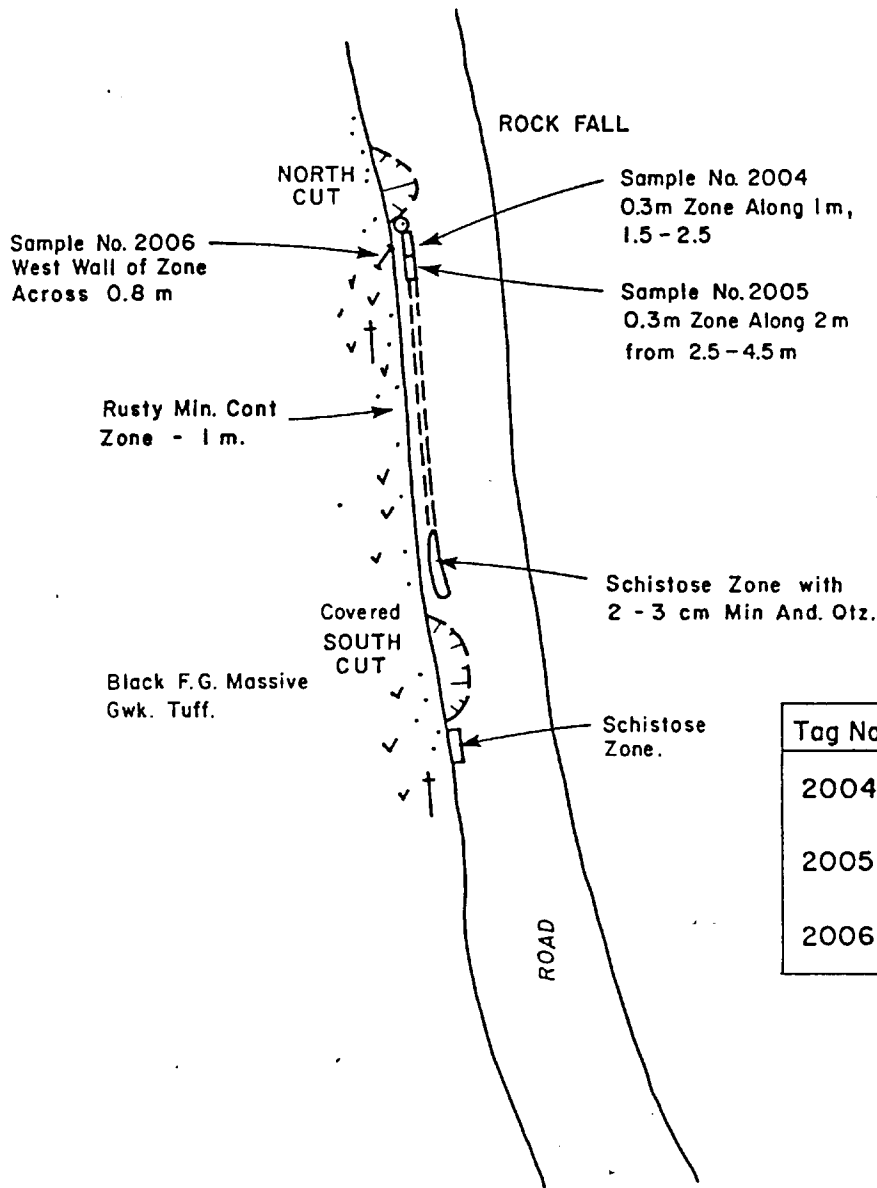 ROCK FALL
NORTH
CUT
Sample No. 2004
0.3m Zone Along 1m,
1.5 - 2.5
Sample No. 2006
West Wall of Zone
Across 0.8 m
Sample No. 2005
0.3m Zone Along 2m
from 2.5 - 4.5 m
Rusty Min. Cont
Zone - 1 m.
Schistose Zone with
2 - 3 cm Min And. Qtz.
Covered
SOUTH
CUT
Black F.G. Massive
Gwk. Tuff.
Schistose
Zone.
Tag No
2004
2005
2006
ROAD